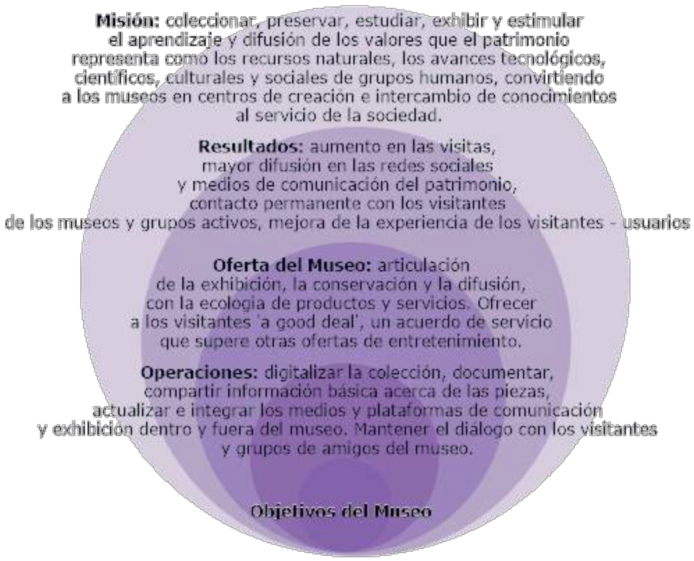 Misión: coleccionar, preservar, estudiar, exhibir y estimular
el aprendizaje y difusión de los valores que el patrimonio
representa como los recursos naturales, los avances tecnológicos,
científicos, culturales y sociales de grupos humanos, convirtiendo
a los museos en centros de creación e intercambio de conocimientos
al servicio de la sociedad.
Resultados: aumento en las visitas,
mayor difusión en las redes sociales
y medios de comunicación del patrimonio,
contacto permanente con los visitantes
de los museos y grupos activos, mejora de la experiencia de los visitantes - usuarios
Oferta del Museo: articulación
de la exhibición, la conservación y la difusión,
con la ecología de productos y servicios. Ofrecer
a los visitantes 'a good deal', un acuerdo de servicio
que supere otras ofertas de entretenimiento.
Operaciones: digitalizar la colección, documentar,
compartir información básica acerca de las piezas,
actualizar e integrar los medios y plataformas de comunicación
y exhibición dentro y fuera del museo. Mantener el diálogo con los visitantes
y grupos de amigos del museo.
Objetivos del Museo